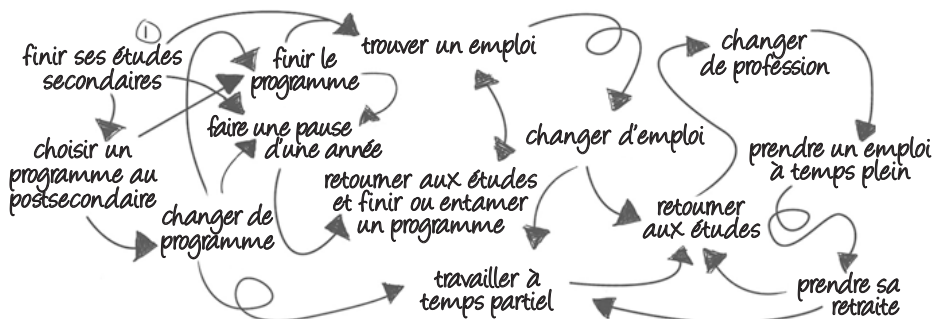 1
finir ses études
secondaires
finir le
programme
trouver un emploi
changer
de profession
choisir un
programme au
postsecondaire
faire une pause
d'une année
changer d'emploi
prendre un emploi
à temps plein
changer de
programme
retourner aux études
et finir ou entamer
un programme
retourner
aux études
travailler à
temps partiel
prendre sa
retraite